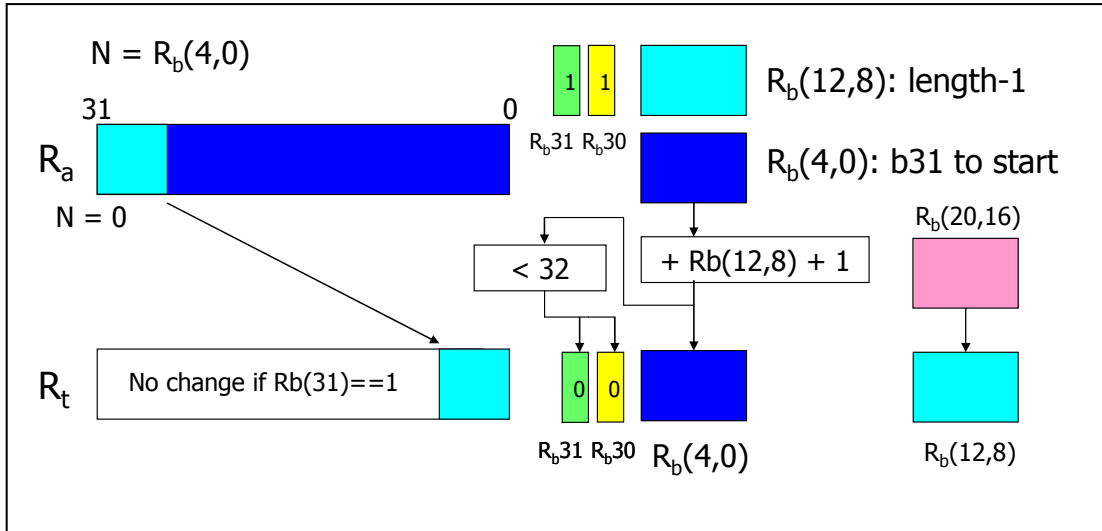 N = Rb(4,0)
1 1
Rb(12,8): length-1
31 0
Rb31 Rb30
Ra
Rb(4,0): b31 to start
N = 0
Rb(20,16)
< 32
+ Rb(12,8) + 1
Rt
No change if Rb(31)==1
0 0
Rb31 Rb30
Rb(4,0)
Rb(12,8)